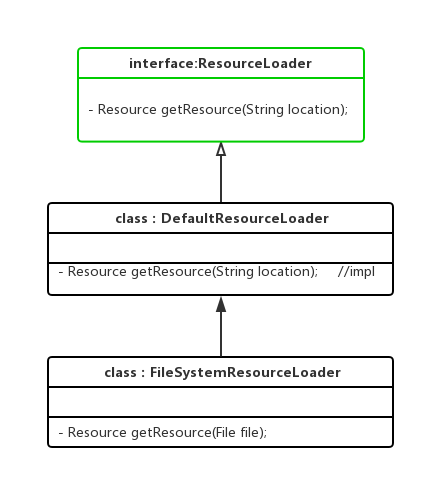 interface:ResourceLoader
- Resource getResource(String location);
class : DefaultResourceLoader
- Resource getResource(String location); //impl
class : FileSystemResourceLoader
- Resource getResource(File file);